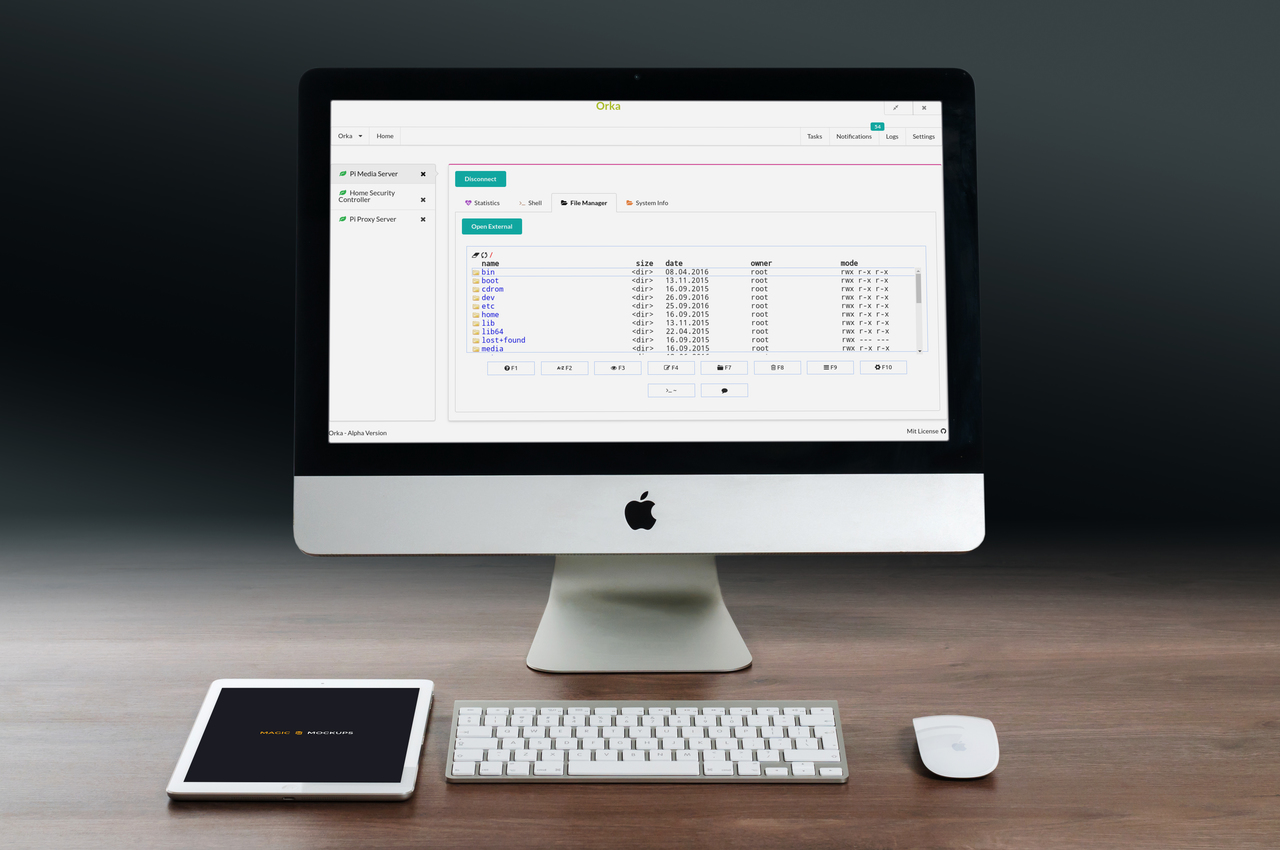 Orka
Orka Home Tasks Notifications 54 Logs Settings
Pi Media Server
Home Security
Controller
Pi Proxy Server
Disconnect
Statistics >_ Shell File Manager System Info
Open External
/
name size date owner mode
bin <dir> 08.04.2016 root rwx r-x r-x
boot <dir> 13.11.2015 root rwx r-x r-x
cdrom <dir> 16.09.2015 root rwx r-x r-x
dev <dir> 26.09.2016 root rwx r-x r-x
etc <dir> 25.09.2016 root rwx r-x r-x
home <dir> 16.09.2015 root rwx r-x r-x
lib <dir> 13.11.2015 root rwx r-x r-x
lib64 <dir> 22.04.2015 root rwx r-x r-x
lost+found <dir> 16.09.2015 root rwx --- ---
media <dir> 16.09.2015 root rwx r-x r-x
F1 A-Z F2 F3 F4 F7 F8 F9 F10
>_ ~
Orka - Alpha Version Mit License
MAGIC MOCKUPS